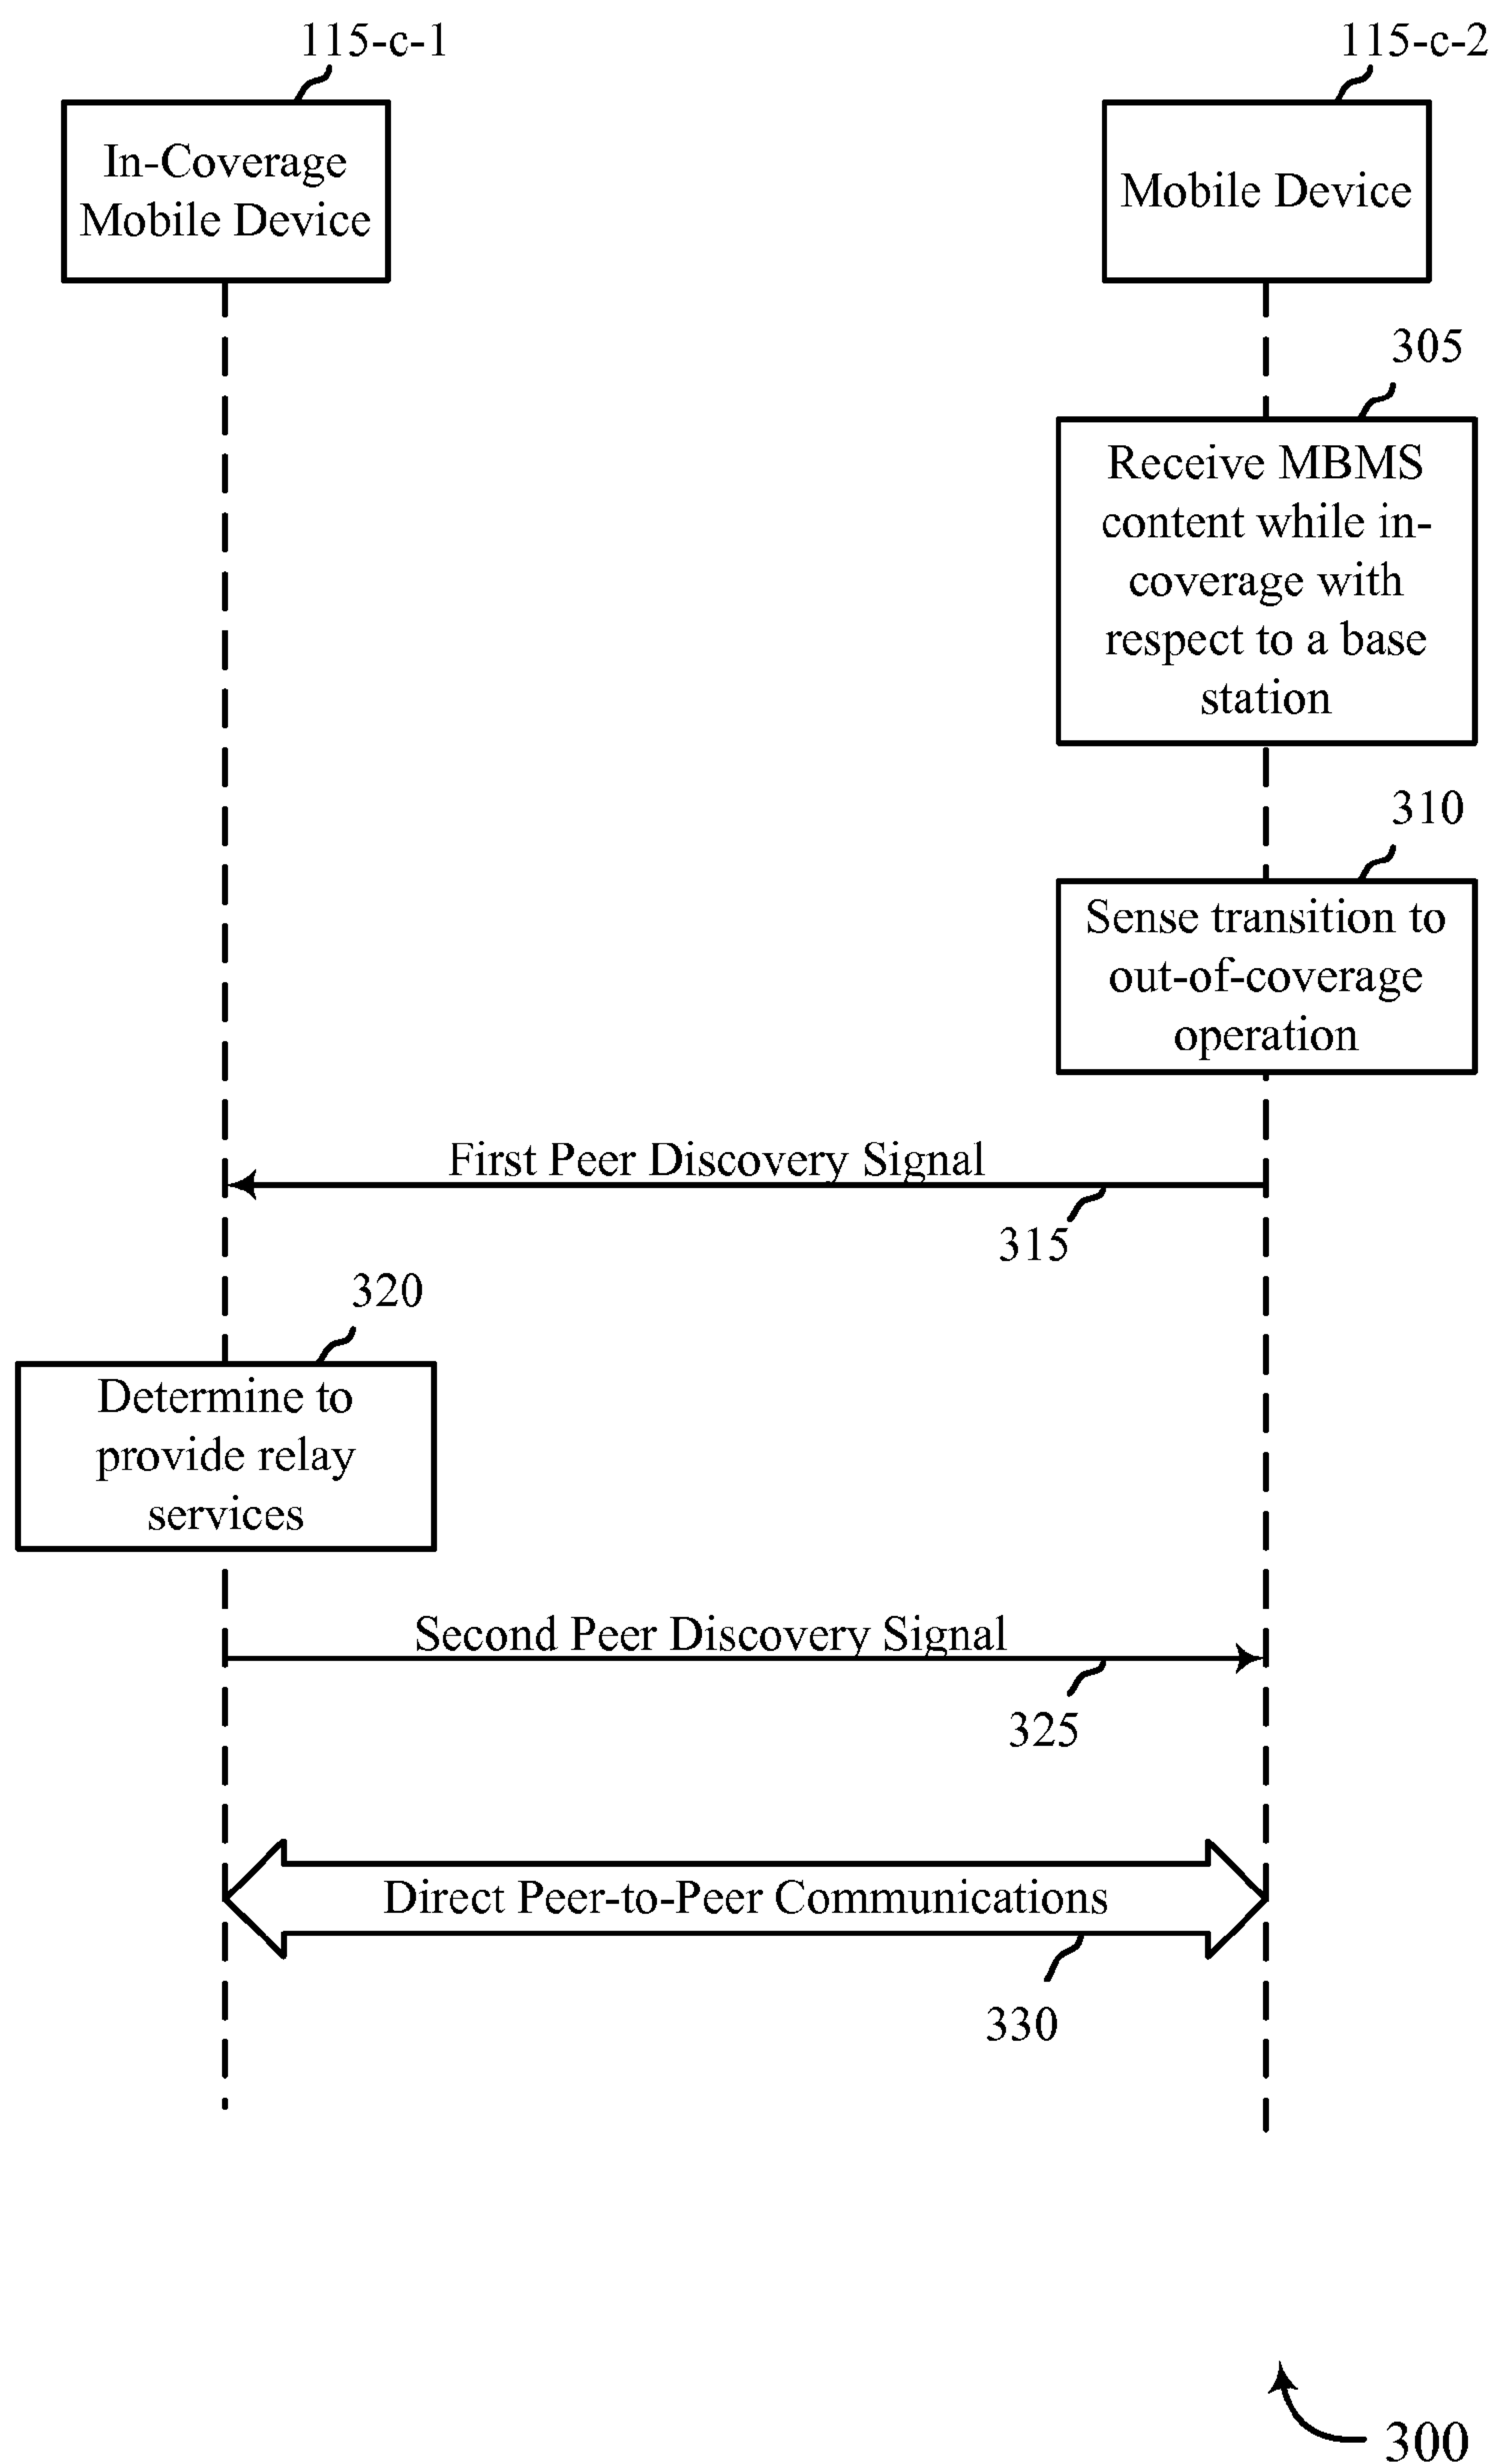 115-c-1
115-c-2
In-Coverage
Mobile Device
Mobile Device
305
Receive MBMS
content while in-
coverage with
respect to a base
station
310
Sense transition to
out-of-coverage
operation
First Peer Discovery Signal
315
320
Determine to
provide relay
services
Second Peer Discovery Signal
325
Direct Peer-to-Peer Communications
330
300